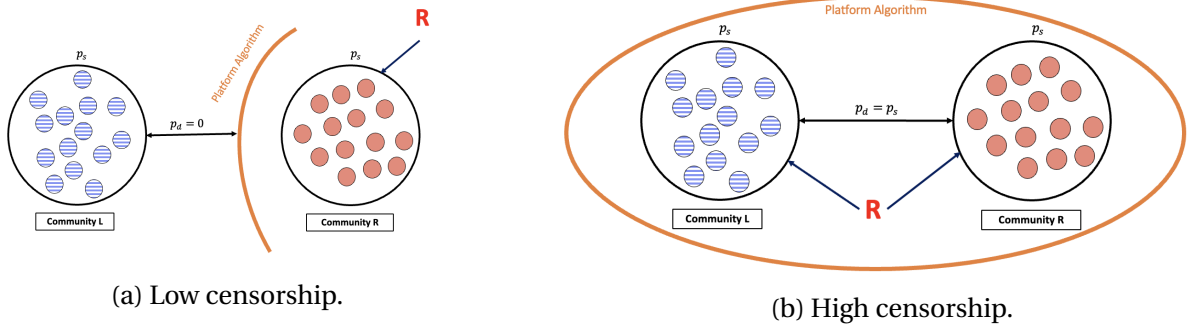 R
p_s
Platform Algorithm
p_s
p_d = 0
Community L
Community R
(a) Low censorship.
Platform Algorithm
p_s
p_s
p_d = p_s
R
Community L
Community R
(b) High censorship.